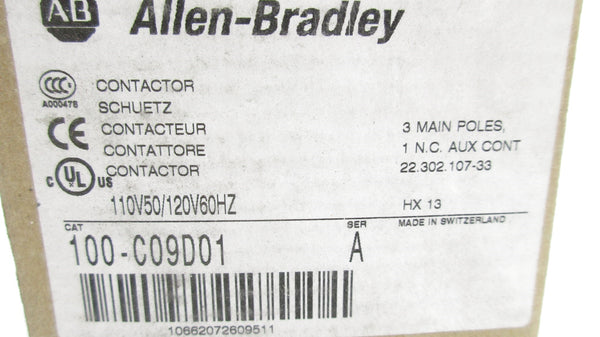 AB Allen-Bradley
CCC
A000478
CONTACTOR
SCHUETZ
CE CONTACTEUR 3 MAIN POLES,
CONTATTORE 1 N.C. AUX CONT
c UL US CONTACTOR 22.302.107-33
110V50/120V60HZ HX 13
CAT SER MADE IN SWITZERLAND
100-C09D01 A
10662072609511